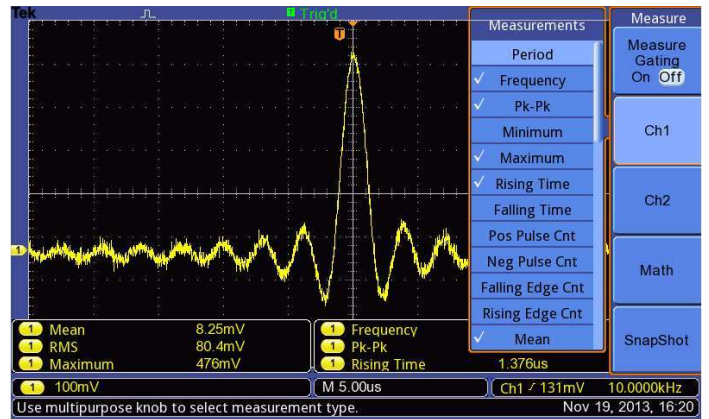 Tek
T Trig'd
T
Measurements
Period
✓ Frequency
✓ Pk-Pk
Minimum
✓ Maximum
✓ Rising Time
Falling Time
Pos Pulse Cnt
Neg Pulse Cnt
Falling Edge Cnt
Rising Edge Cnt
✓ Mean
Measure
Measure
Gating
On Off
Ch1
Ch2
Math
SnapShot
1
1 Mean 8.25mV
1 RMS 80.4mV
1 Maximum 476mV
1 Frequency
1 Pk-Pk
1 Rising Time 1.376us
1 100mV
M 5.00us
Ch1 131mV 10.0000kHz
Use multipurpose knob to select measurement type.
Nov 19, 2013, 16:20